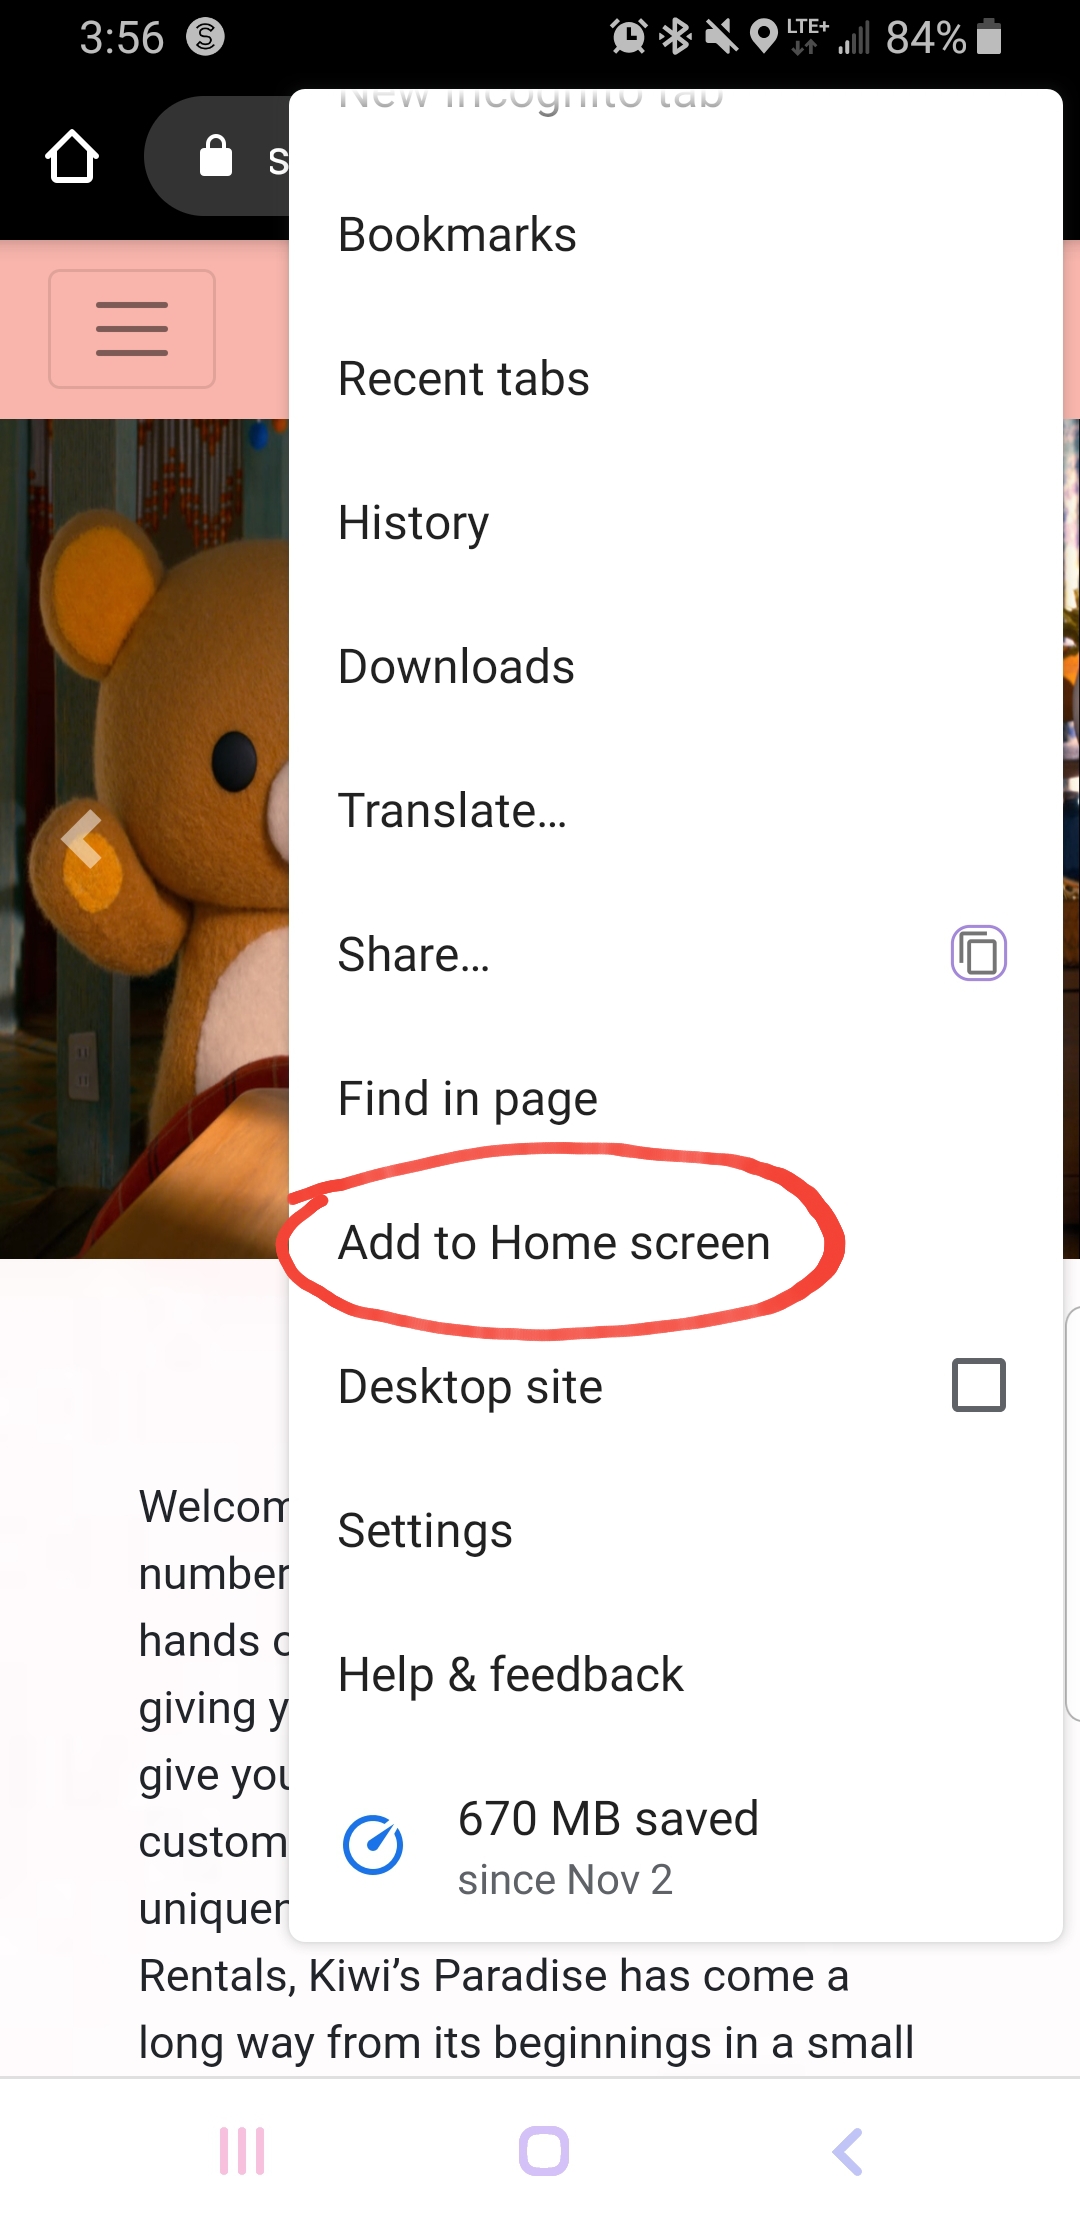 3:56
LTE+
84%
s
New incognito tab
Bookmarks
Recent tabs
History
Downloads
Translate...
Share...
Find in page
Add to Home screen
Desktop site
Settings
Help & feedback
670 MB saved
since Nov 2
Welcom
number
hands
giving y
give you
custom
unique
Rentals, Kiwi’s Paradise has come a
long way from its beginnings in a small